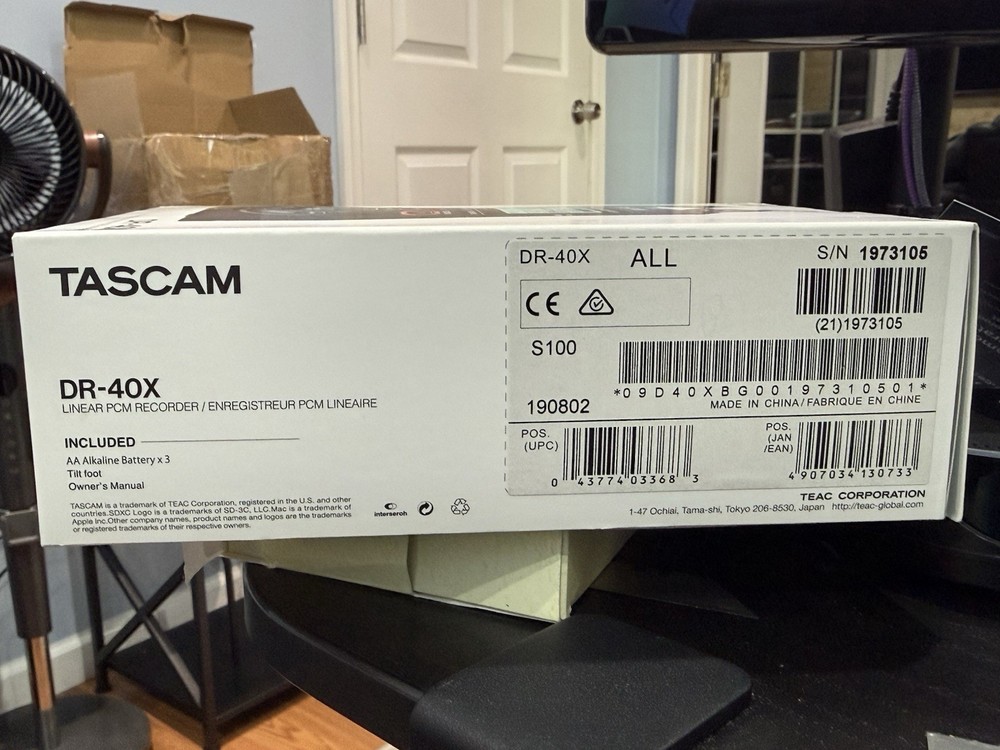 TASCAM
DR-40X
LINEAR PCM RECORDER / ENREGISTREUR PCM LINEAIRE
INCLUDED
AA Alkaline Battery x 3
Tilt foot
Owner's Manual
TASCAM is a trademark of TEAC Corporation, registered in the U.S. and other
countries.SDXC Logo is a trademarks of SD-3C, LLC.Mac is a trademark of
Apple Inc.Other company names, product names and logos are the trademarks
or registered trademarks of their respective owners.
interseroh
DR-40X ALL
S/N 1973105
CE
(21)1973105
S100
*09D40XBG00197310501*
190802
MADE IN CHINA/FABRIQUE EN CHINE
POS.
(UPC)
0 43774 03368 3
POS.
(JAN
/EAN)
4 907034 130733
TEAC CORPORATION
1-47 Ochiai, Tama-shi, Tokyo 206-8530, Japan http://teac-global.com